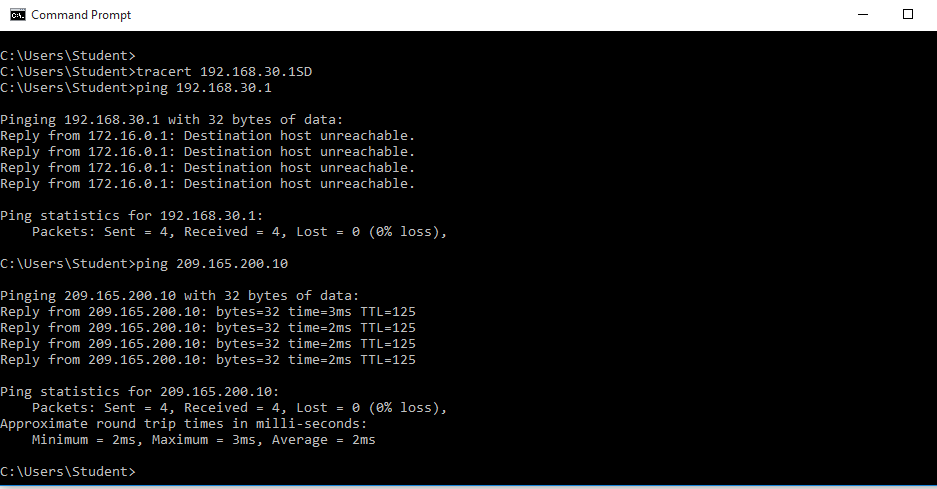 Command Prompt
C:\Users\Student>
C:\Users\Student>tracert 192.168.30.1SD
C:\Users\Student>ping 192.168.30.1
Pinging 192.168.30.1 with 32 bytes of data:
Reply from 172.16.0.1: Destination host unreachable.
Reply from 172.16.0.1: Destination host unreachable.
Reply from 172.16.0.1: Destination host unreachable.
Reply from 172.16.0.1: Destination host unreachable.
Ping statistics for 192.168.30.1:
    Packets: Sent = 4, Received = 4, Lost = 0 (0% loss),
C:\Users\Student>ping 209.165.200.10
Pinging 209.165.200.10 with 32 bytes of data:
Reply from 209.165.200.10: bytes=32 time=3ms TTL=125
Reply from 209.165.200.10: bytes=32 time=2ms TTL=125
Reply from 209.165.200.10: bytes=32 time=2ms TTL=125
Reply from 209.165.200.10: bytes=32 time=2ms TTL=125
Ping statistics for 209.165.200.10:
    Packets: Sent = 4, Received = 4, Lost = 0 (0% loss),
Approximate round trip times in milli-seconds:
    Minimum = 2ms, Maximum = 3ms, Average = 2ms
C:\Users\Student>